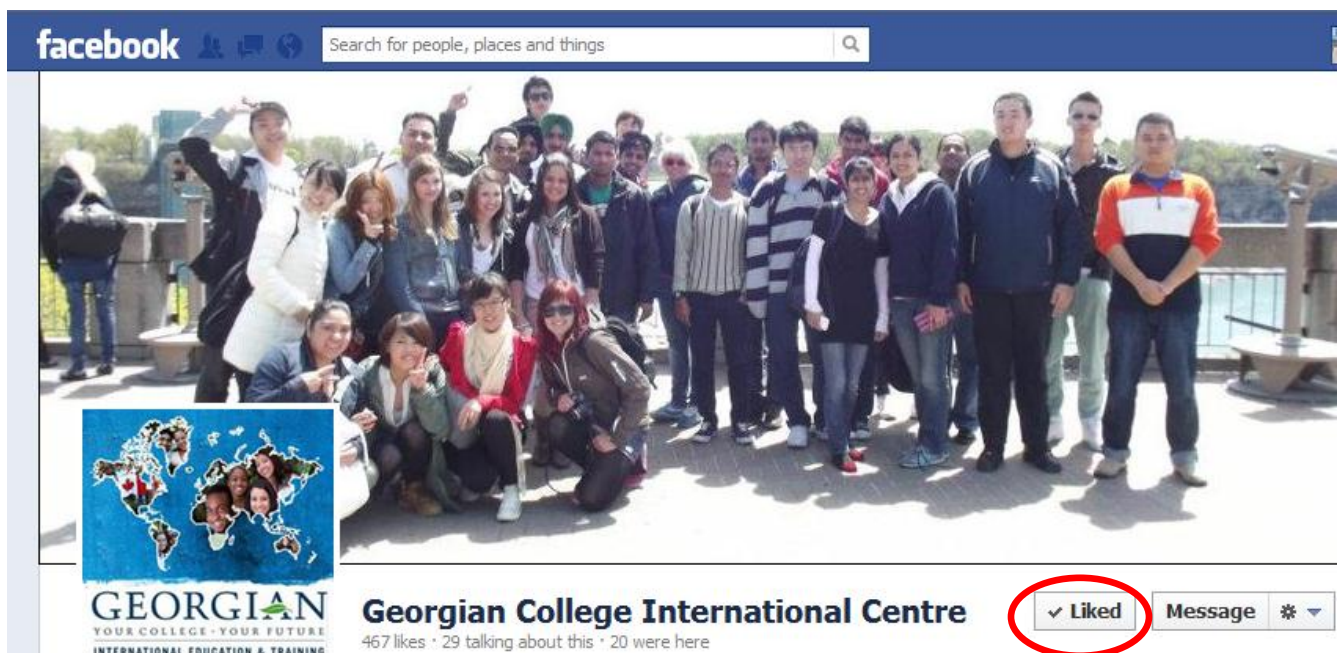 facebook
Search for people, places and things
GEORGIAN
YOUR COLLEGE · YOUR FUTURE
INTERNATIONAL EDUCATION & TRAINING
Georgian College International Centre
467 likes · 29 talking about this · 20 were here
✓ Liked
Message